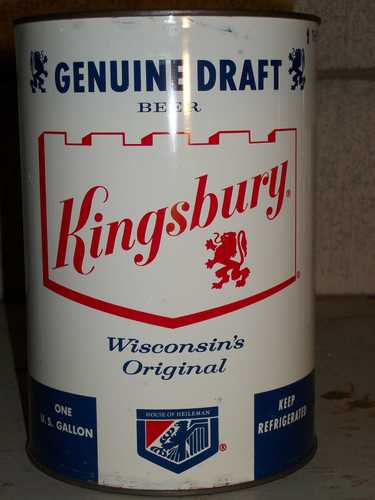 GENUINE DRAFT
BEER
Kingsbury®
Wisconsin's
Original
ONE
U.S. GALLON
HOUSE OF HEILEMAN
®
KEEP
REFRIGERATED